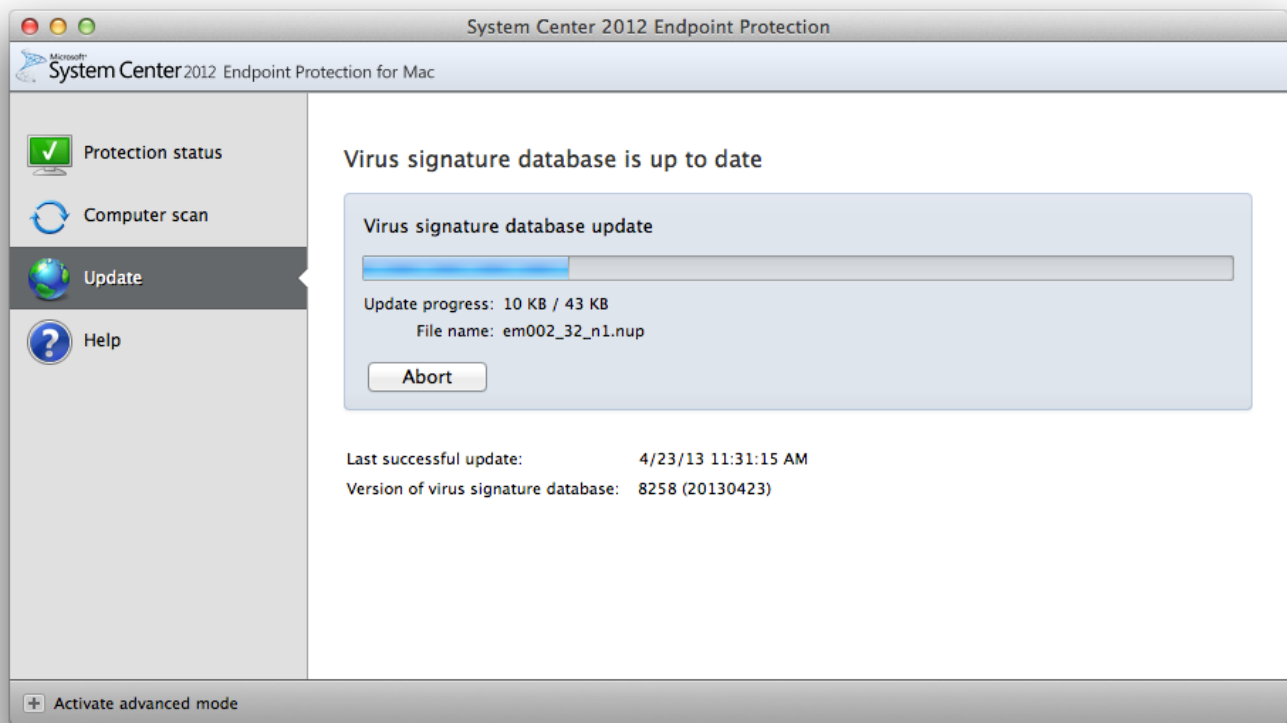 System Center 2012 Endpoint Protection
Microsoft
System Center 2012 Endpoint Protection for Mac
Protection status
Computer scan
Update
Help
Virus signature database is up to date
Virus signature database update
Update progress: 10 KB / 43 KB
File name: em002_32_n1.nup
Abort
Last successful update: 4/23/13 11:31:15 AM
Version of virus signature database: 8258 (20130423)
Activate advanced mode